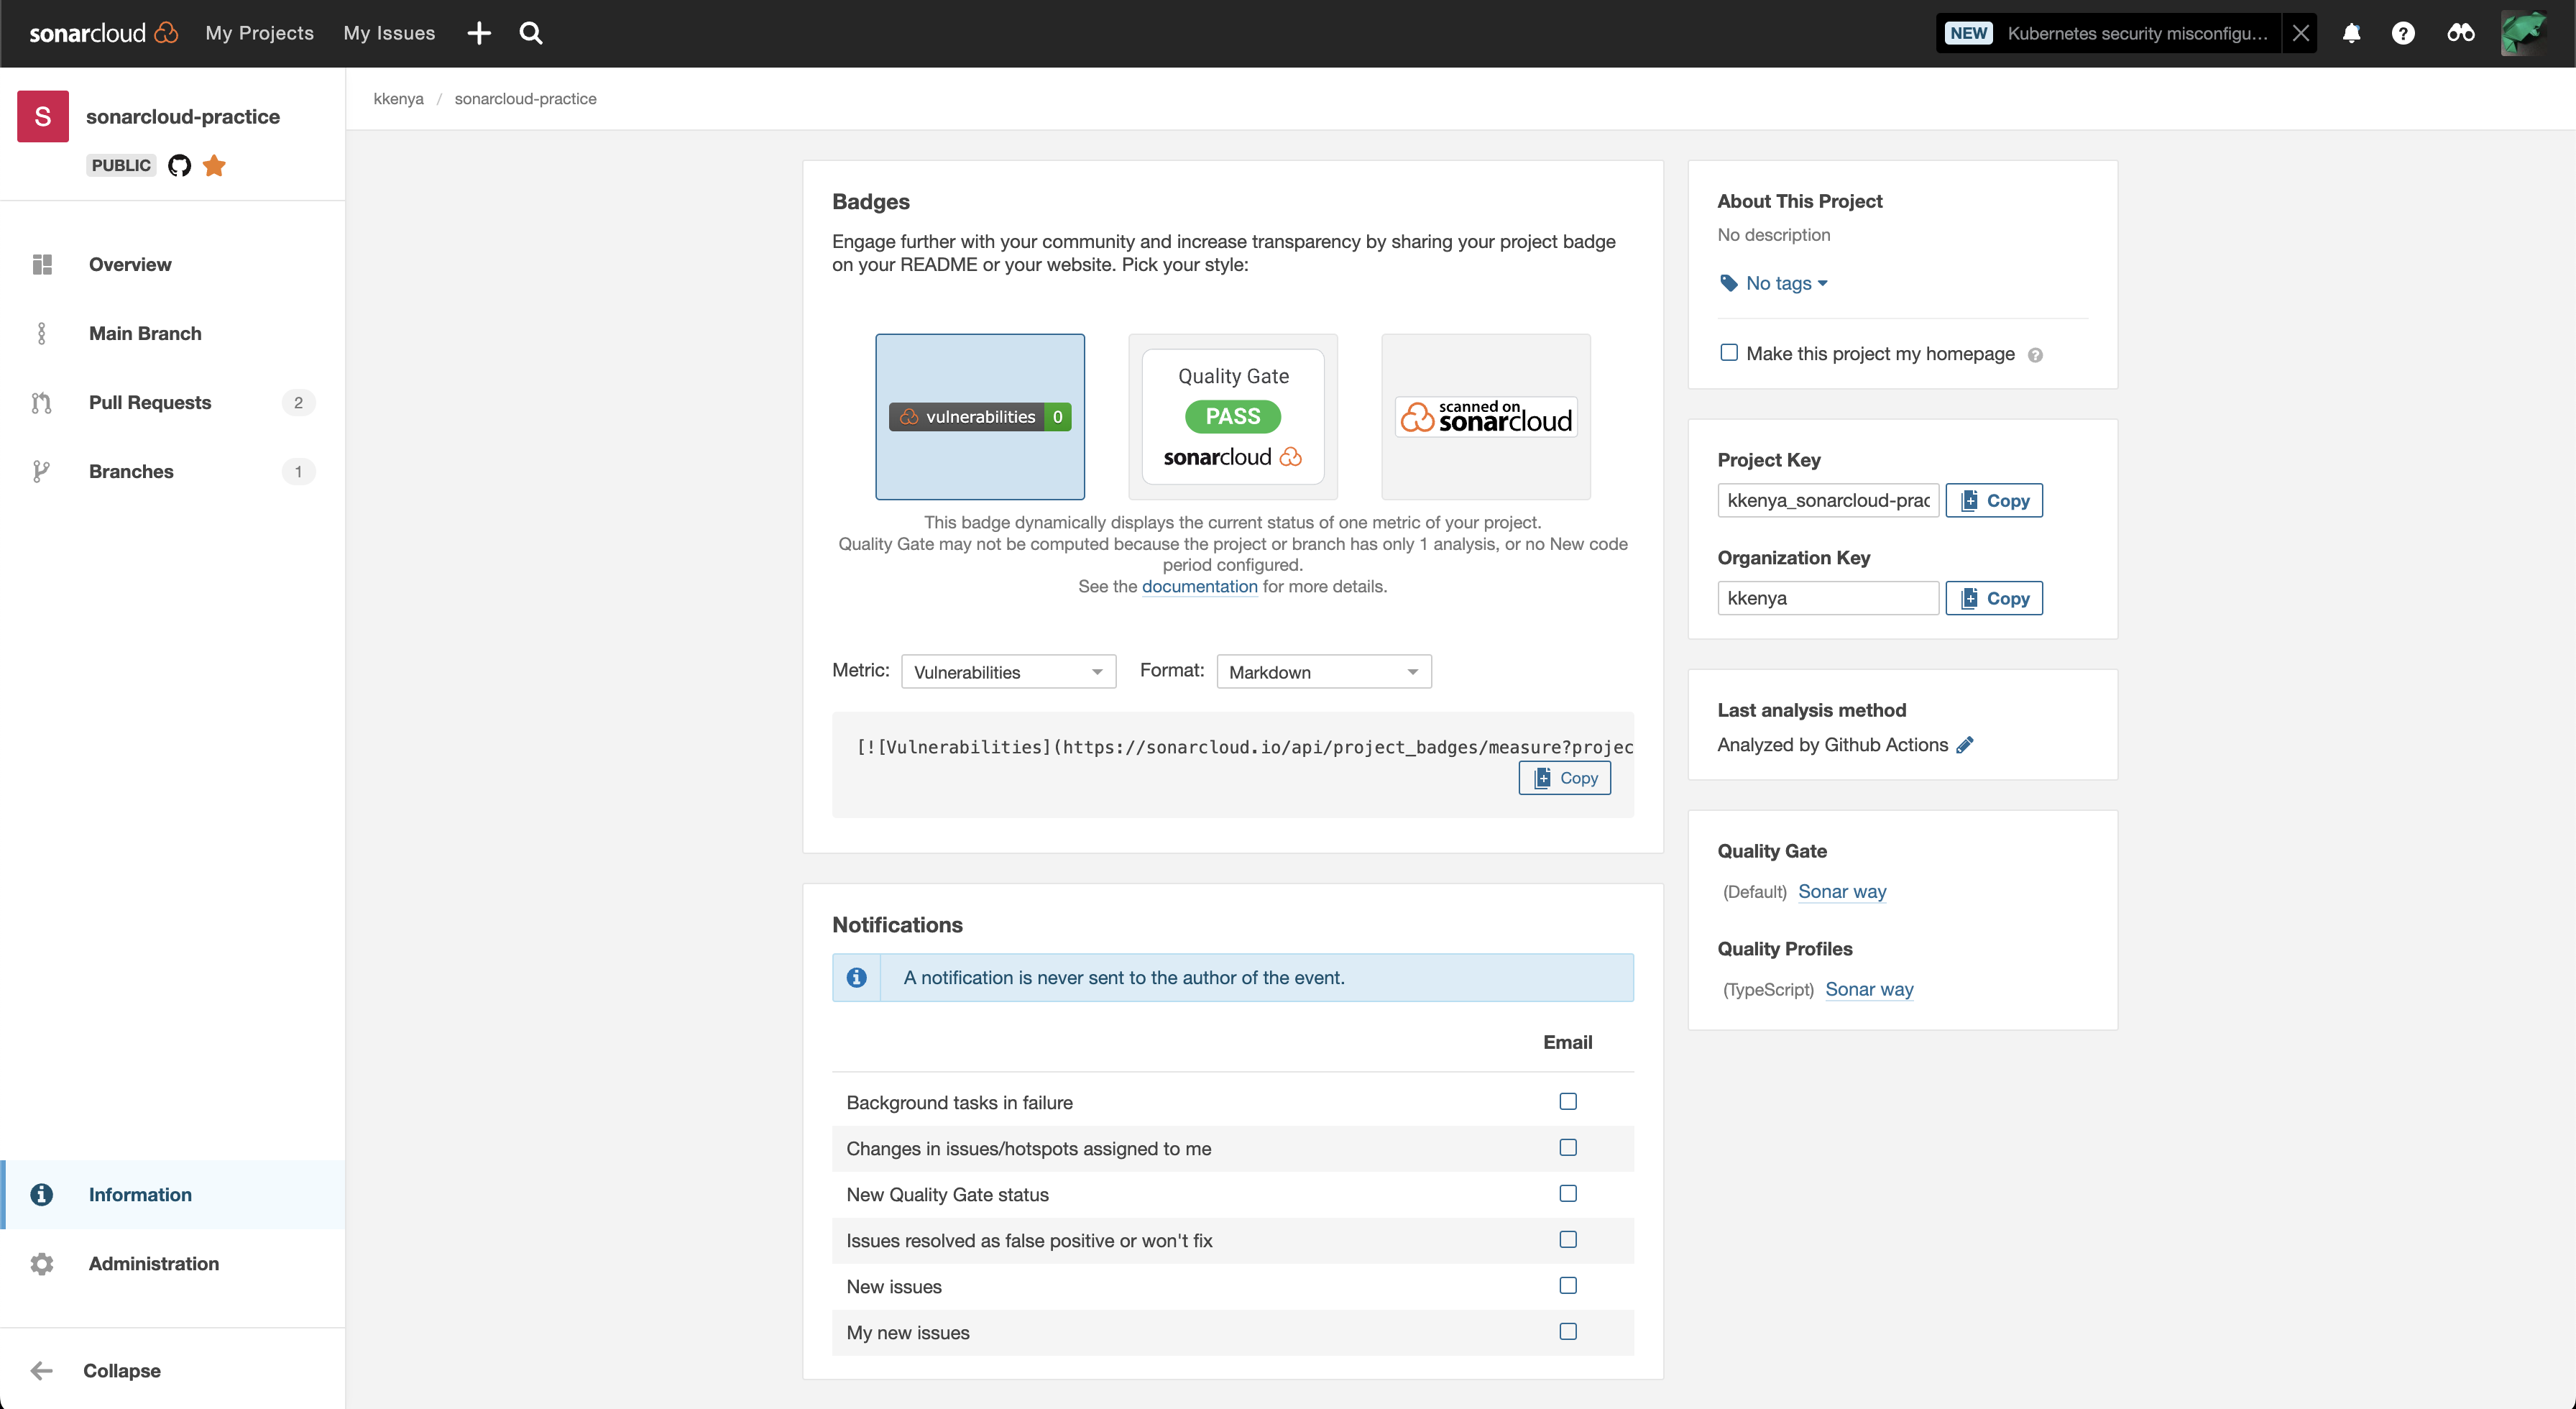 sonarcloud My Projects My Issues
NEW Kubernetes security misconfigu...
S sonarcloud-practice
PUBLIC
Overview
Main Branch
Pull Requests 2
Branches 1
Information
Administration
Collapse
kkenya / sonarcloud-practice
Badges
Engage further with your community and increase transparency by sharing your project badge
on your README or your website. Pick your style:
vulnerabilities 0
Quality Gate
PASS
sonarcloud
scanned on
sonarcloud
This badge dynamically displays the current status of one metric of your project.
Quality Gate may not be computed because the project or branch has only 1 analysis, or no New code
period configured.
See the documentation for more details.
Metric: Vulnerabilities Format: Markdown
[![Vulnerabilities](https://sonarcloud.io/api/project_badges/measure?projec
Copy
Notifications
A notification is never sent to the author of the event.
Email
Background tasks in failure
Changes in issues/hotspots assigned to me
New Quality Gate status
Issues resolved as false positive or won't fix
New issues
My new issues
About This Project
No description
No tags
Make this project my homepage ?
Project Key
kkenya_sonarcloud-prac Copy
Organization Key
kkenya Copy
Last analysis method
Analyzed by Github Actions
Quality Gate
(Default) Sonar way
Quality Profiles
(TypeScript) Sonar way